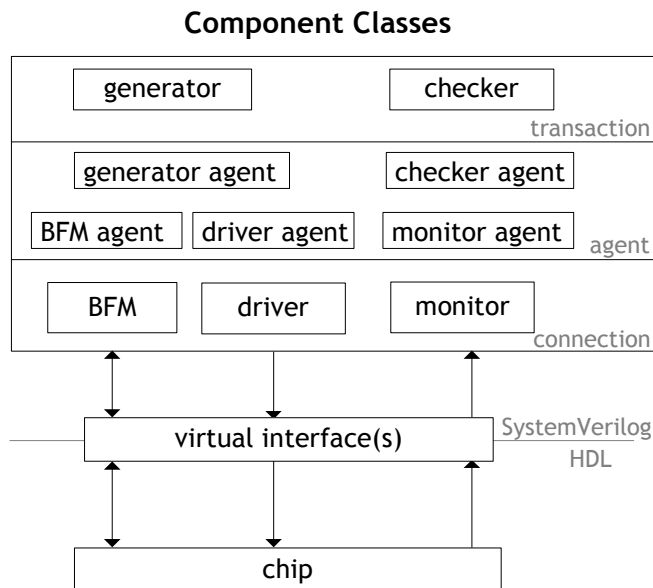 Component Classes
generator
checker
transaction
generator agent
checker agent
BFM agent
driver agent
monitor agent
agent
BFM
driver
monitor
connection
virtual interface(s)
SystemVerilog
HDL
chip